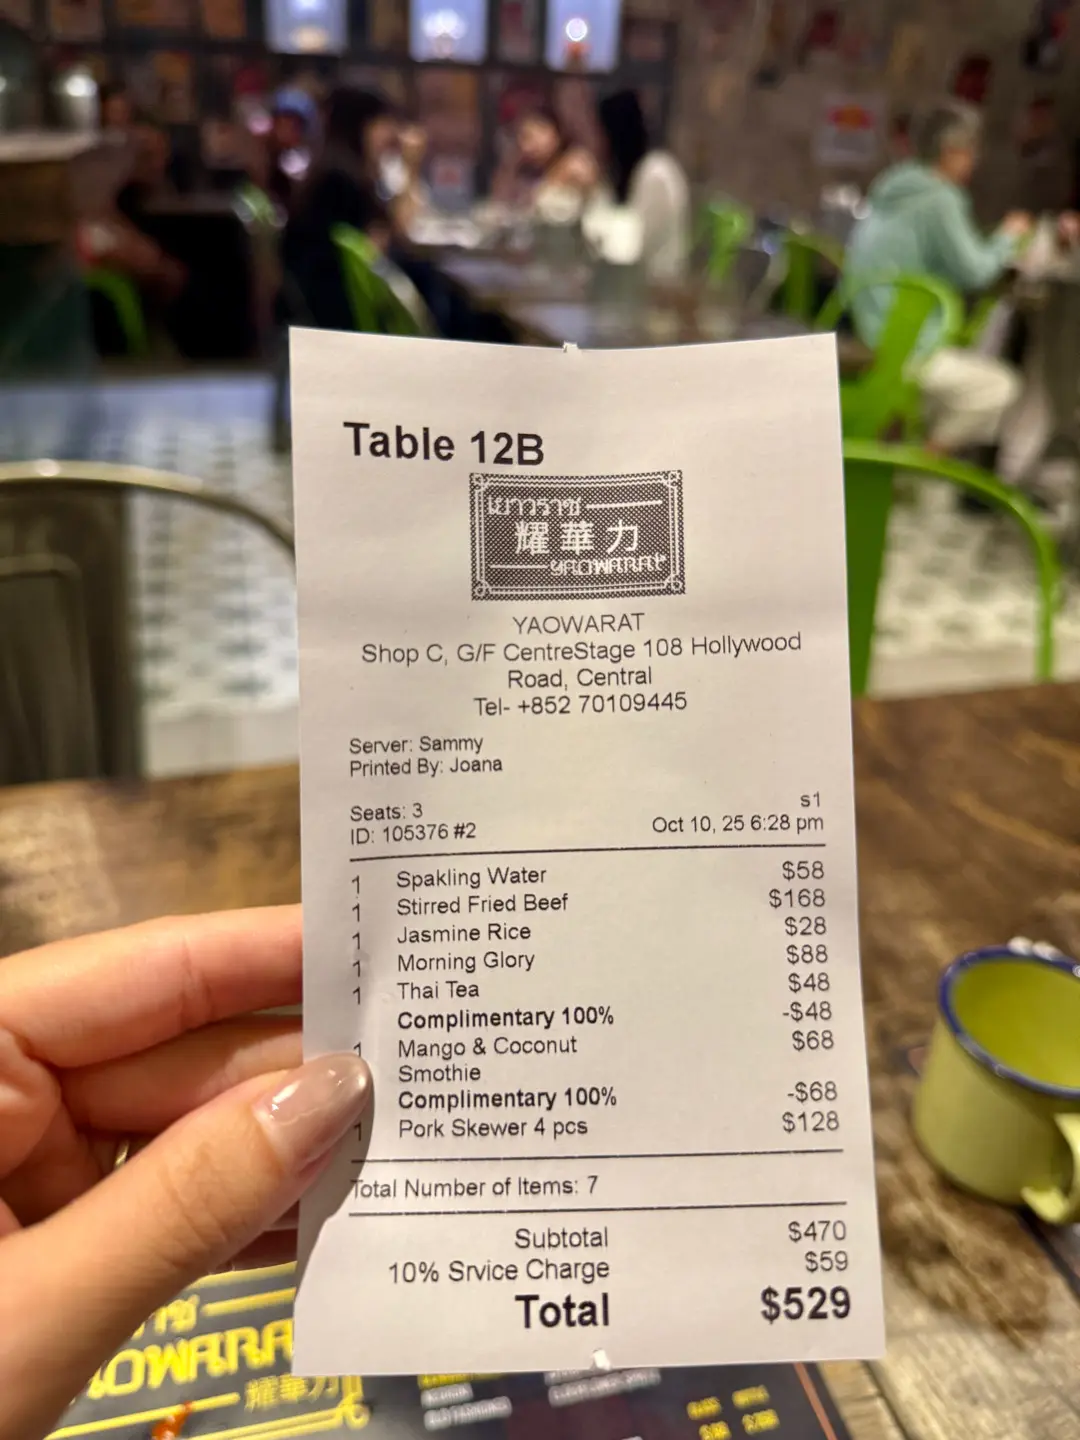 Table 12B
เยาวราช
耀華力
YAOWARAT
YAOWARAT
Shop C, G/F CentreStage 108 Hollywood
Road, Central
Tel- +852 70109445
Server: Sammy
Printed By: Joana
s1
Seats: 3
ID: 105376 #2 Oct 10, 25 6:28 pm
1 Spakling Water $58
1 Stirred Fried Beef $168
1 Jasmine Rice $28
1 Morning Glory $88
1 Thai Tea $48
Complimentary 100% -$48
1 Mango & Coconut $68
Smothie
Complimentary 100% -$68
1 Pork Skewer 4 pcs $128
Total Number of Items: 7
Subtotal $470
10% Srvice Charge $59
Total $529
耀華力